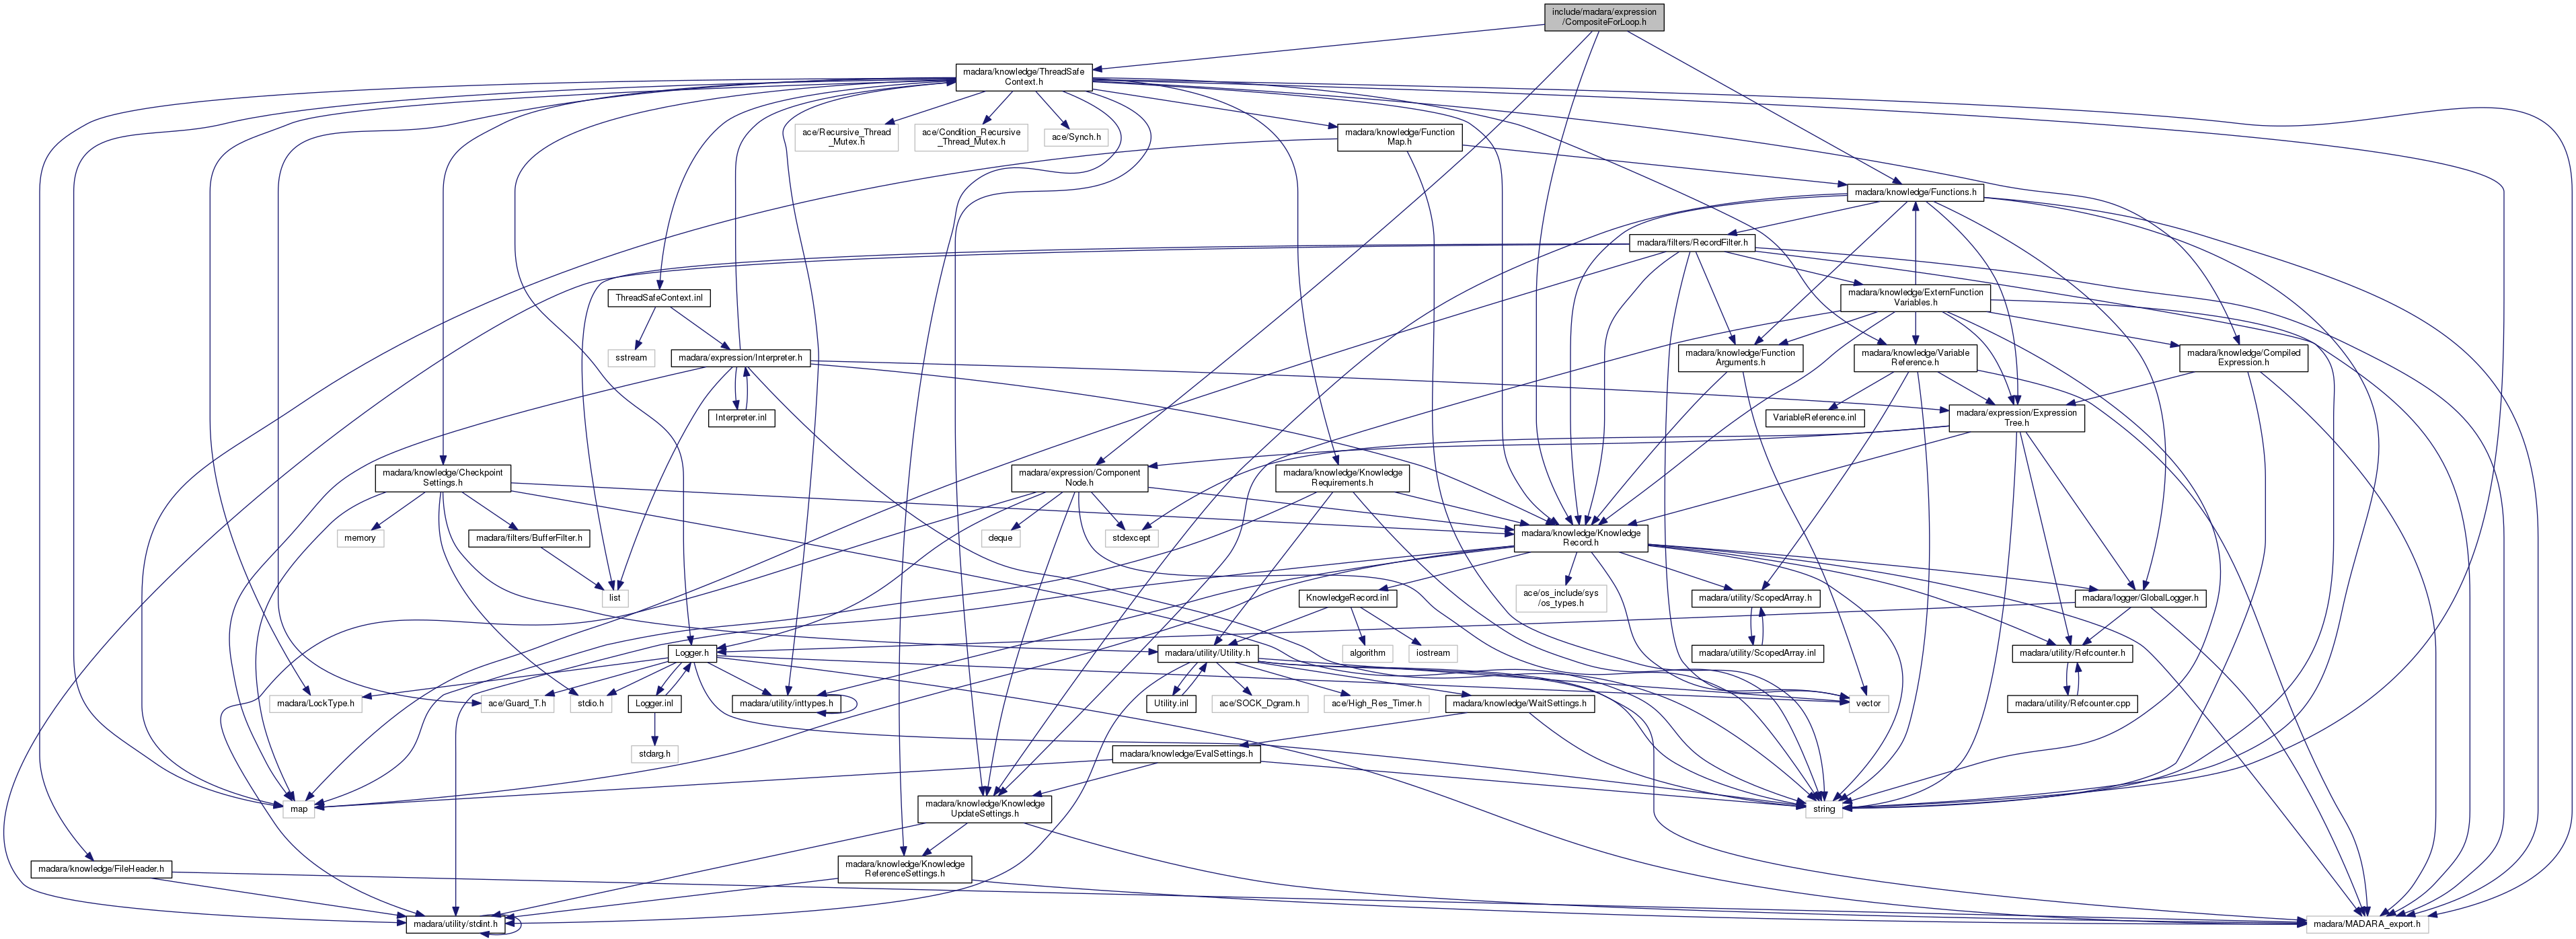 include/madara/expression
/CompositeForLoop.h
madara/knowledge/ThreadSafe
Context.h
ace/Recursive_Thread
_Mutex.h
ace/Condition_Recursive
_Thread_Mutex.h
ace/Synch.h
madara/knowledge/Function
Map.h
madara/knowledge/Functions.h
madara/filters/RecordFilter.h
ThreadSafeContext.inl
madara/knowledge/ExternFunction
Variables.h
sstream
madara/expression/Interpreter.h
madara/knowledge/Function
Arguments.h
madara/knowledge/Variable
Reference.h
madara/knowledge/Compiled
Expression.h
Interpreter.inl
VariableReference.inl
madara/expression/Expression
Tree.h
madara/knowledge/Checkpoint
Settings.h
madara/expression/Component
Node.h
madara/knowledge/Knowledge
Requirements.h
memory
madara/filters/BufferFilter.h
deque
stdexcept
madara/knowledge/Knowledge
Record.h
list
ace/os_include/sys
/os_types.h
KnowledgeRecord.inl
madara/utility/ScopedArray.h
madara/logger/GlobalLogger.h
Logger.h
madara/utility/Utility.h
algorithm
iostream
madara/utility/ScopedArray.inl
madara/utility/Refcounter.h
madara/LockType.h
ace/Guard_T.h
stdio.h
Logger.inl
madara/utility/inttypes.h
Utility.inl
ace/SOCK_Dgram.h
ace/High_Res_Timer.h
madara/knowledge/WaitSettings.h
vector
madara/utility/Refcounter.cpp
stdarg.h
madara/knowledge/EvalSettings.h
map
madara/knowledge/Knowledge
UpdateSettings.h
string
madara/knowledge/FileHeader.h
madara/knowledge/Knowledge
ReferenceSettings.h
madara/utility/stdint.h
madara/MADARA_export.h